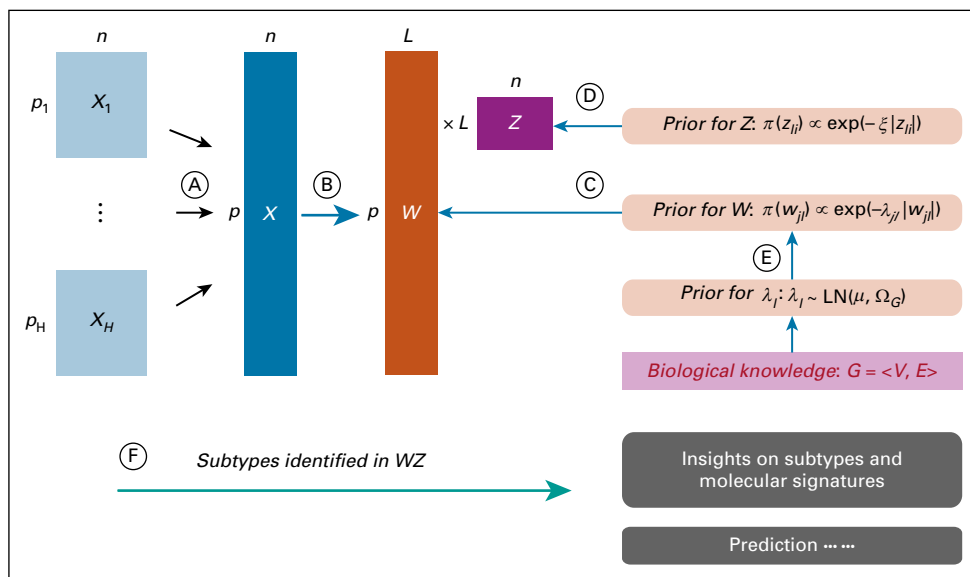 n
n
L
n
p1
X1
× L
Z
D
Prior for Z: π(zli) ∝ exp(– ξ |zli|)
⋮
A
p
X
B
p
W
C
Prior for W: π(wjl) ∝ exp(–λjl |wjl|)
E
Prior for λl: λl ~ LN(μ, ΩG)
pH
XH
Biological knowledge: G = <V, E>
F
Subtypes identified in WZ
Insights on subtypes and
molecular signatures
Prediction ··· ···